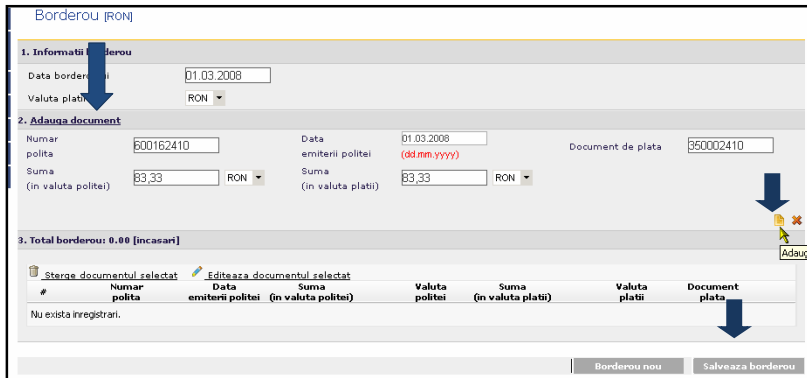 Borderou [RON]
1. Informatii borderou
Data borderoului 01.03.2008
Valuta platii RON
2. Adauga document
Numar polita 600162410 Data emiterii politei 01.03.2008 (dd.mm.yyyy) Document de plata 350002410
Suma (in valuta politei) 83,33 RON Suma (in valuta platii) 83,33 RON
3. Total borderou: 0.00 [incasari]
Adaug
Sterge documentul selectat Editeaza documentul selectat
# Numar polita Data emiterii politei Suma (in valuta politei) Valuta politei Suma (in valuta platii) Valuta platii Document plata
Nu exista inregistrari.
Borderou nou Salveaza borderou